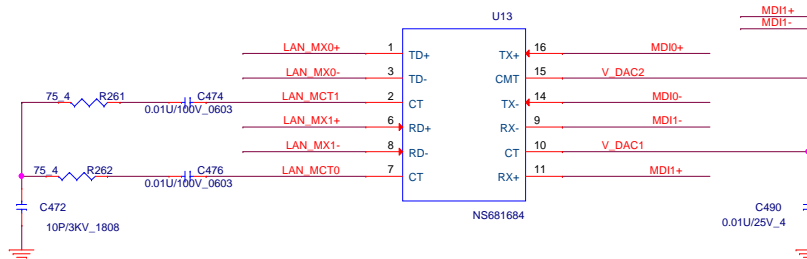 MDI1+
MDI1-
U13
LAN_MX0+ 1 TD+ TX+ 16 MDI0+
LAN_MX0- 3 TD- CMT 15 V_DAC2
75_4 R261 C474 LAN_MCT1 2 CT TX- 14 MDI0-
0.01U/100V_0603
LAN_MX1+ 6 RD+ RX- 9 MDI1-
LAN_MX1- 8 RD- CT 10 V_DAC1
75_4 R262 C476 LAN_MCT0 7 CT RX+ 11 MDI1+
0.01U/100V_0603
C472
10P/3KV_1808
NS681684
C490
0.01U/25V_4